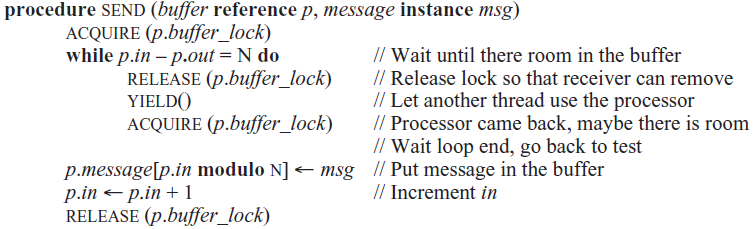 procedure SEND (buffer reference p, message instance msg)
ACQUIRE (p.buffer_lock)
while p.in – p.out = N do // Wait until there room in the buffer
RELEASE (p.buffer_lock) // Release lock so that receiver can remove
YIELD() // Let another thread use the processor
ACQUIRE (p.buffer_lock) // Processor came back, maybe there is room
// Wait loop end, go back to test
p.message[p.in modulo N] ← msg // Put message in the buffer
p.in ← p.in + 1 // Increment in
RELEASE (p.buffer_lock)